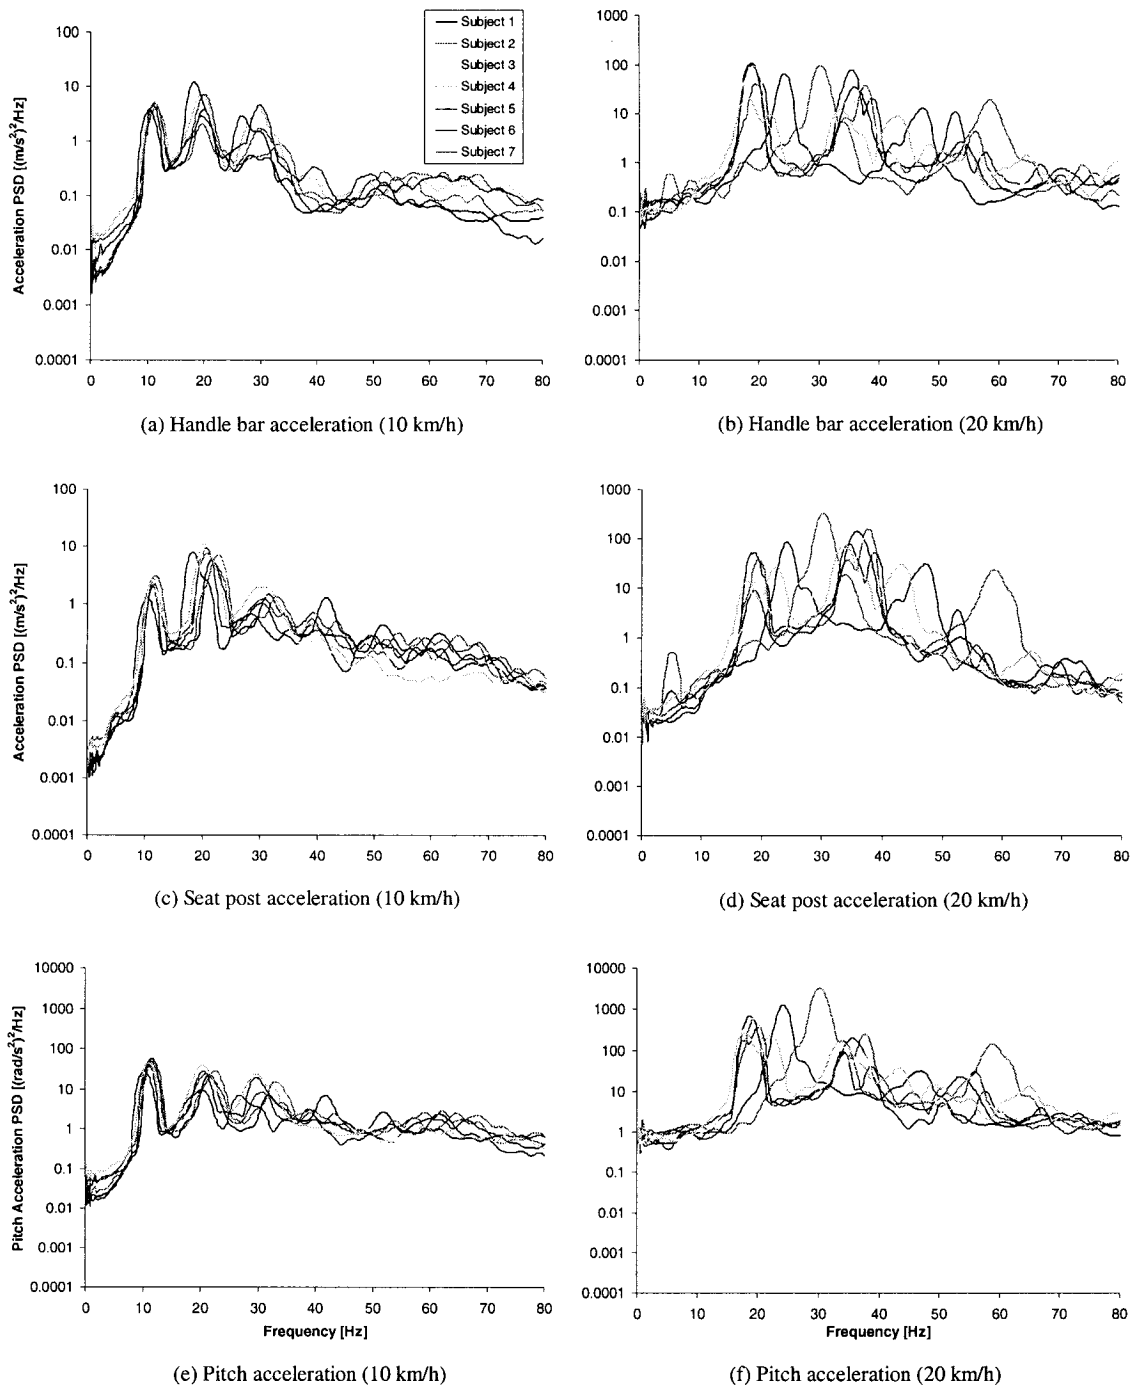 Subject 1
Subject 2
Subject 3
Subject 4
Subject 5
Subject 6
Subject 7
Acceleration PSD [(m/s²)²/Hz]
100
10
1
0.1
0.01
0.001
0.0001
0 10 20 30 40 50 60 70 80
(a) Handle bar acceleration (10 km/h)
1000
100
10
1
0.1
0.01
0.001
0.0001
0 10 20 30 40 50 60 70 80
(b) Handle bar acceleration (20 km/h)
Acceleration PSD [(m/s²)²/Hz]
100
10
1
0.1
0.01
0.001
0.0001
0 10 20 30 40 50 60 70 80
(c) Seat post acceleration (10 km/h)
1000
100
10
1
0.1
0.01
0.001
0.0001
0 10 20 30 40 50 60 70 80
(d) Seat post acceleration (20 km/h)
Pitch Acceleration PSD [(rad/s²)²/Hz]
10000
1000
100
10
1
0.1
0.01
0.001
0.0001
0 10 20 30 40 50 60 70 80
Frequency [Hz]
(e) Pitch acceleration (10 km/h)
10000
1000
100
10
1
0.1
0.01
0.001
0.0001
0 10 20 30 40 50 60 70 80
Frequency [Hz]
(f) Pitch acceleration (20 km/h)